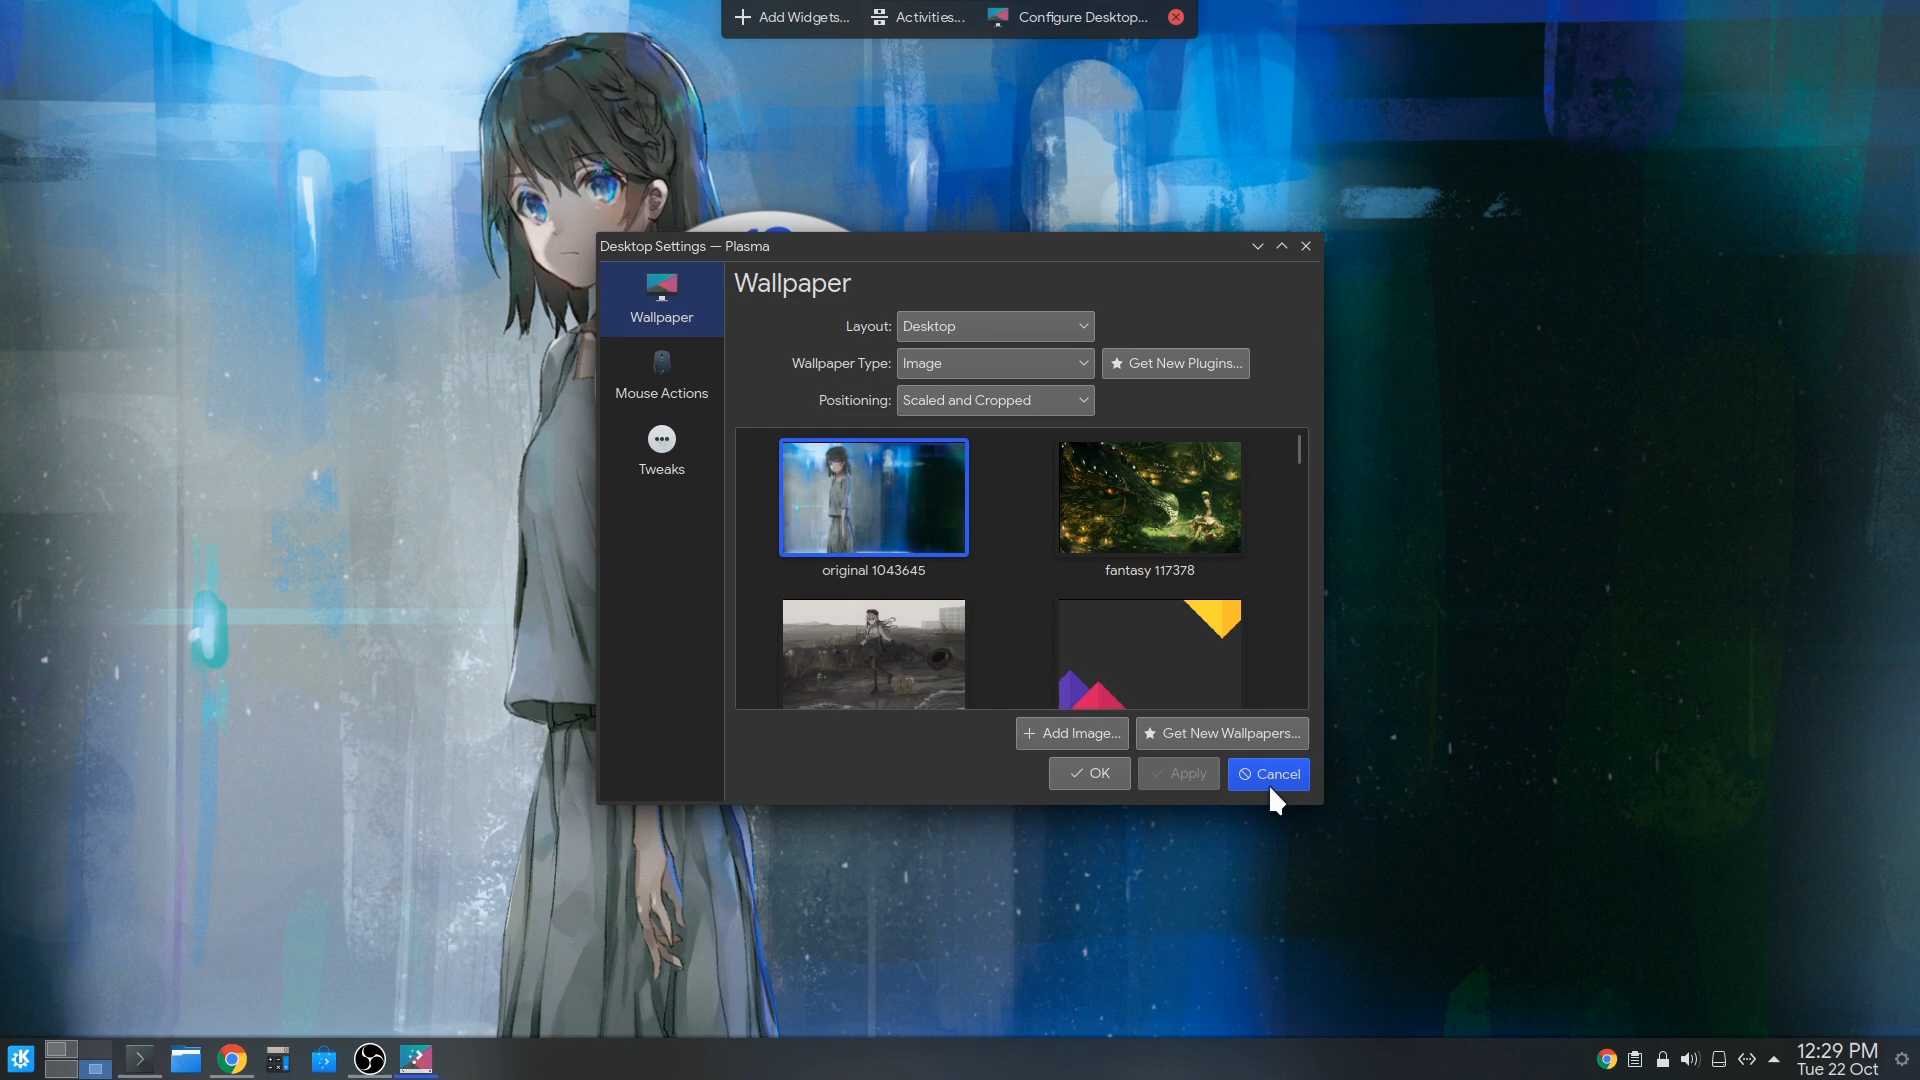 Add Widgets...
Activities...
Configure Desktop...
Desktop Settings — Plasma
Wallpaper
Mouse Actions
Tweaks
Wallpaper
Layout: Desktop
Wallpaper Type: Image
Get New Plugins...
Positioning: Scaled and Cropped
original 1043645
fantasy 117378
Add Image...
Get New Wallpapers...
OK
Apply
Cancel
12:29 PM
Tue 22 Oct